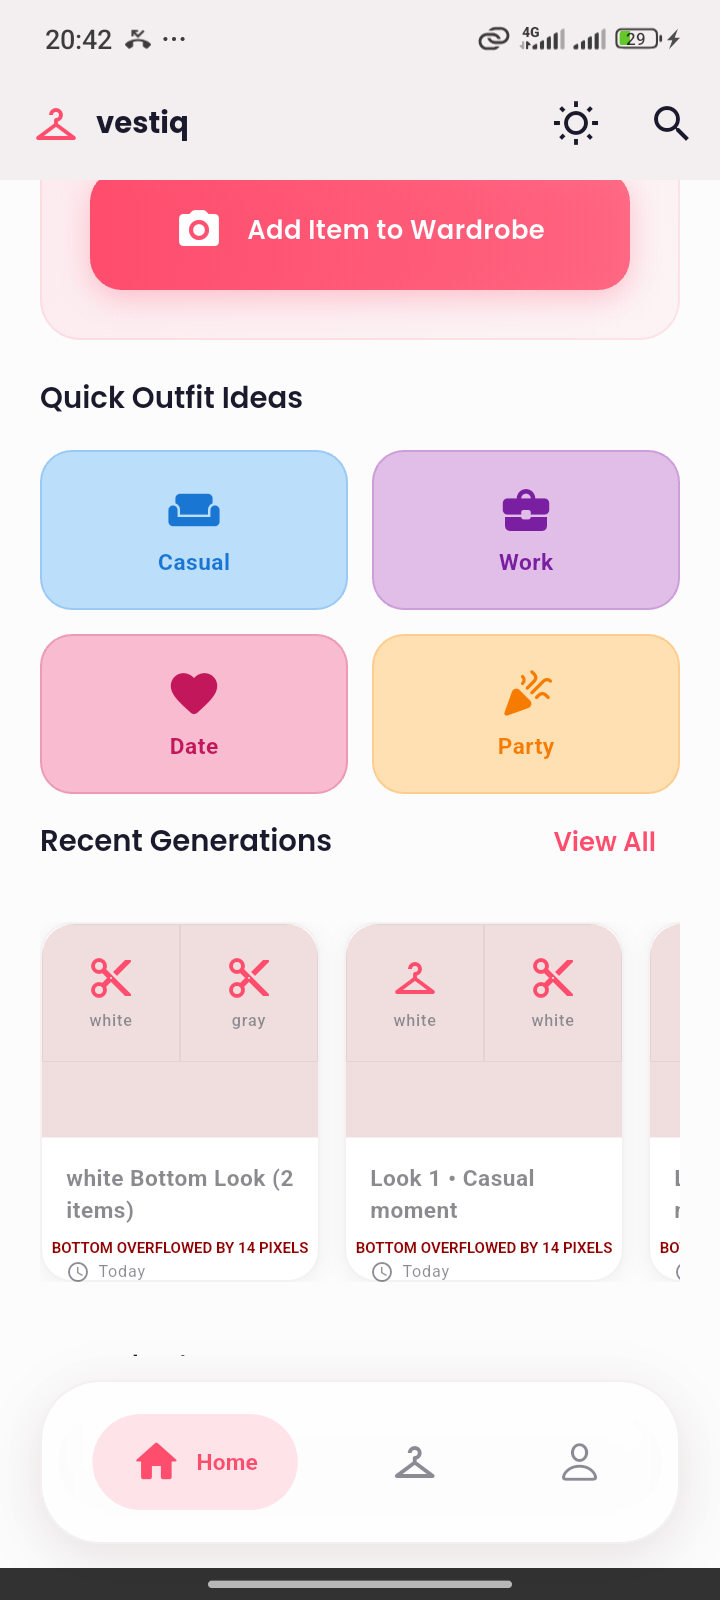 20:42
4G
29
vestiq
Add Item to Wardrobe
Quick Outfit Ideas
Casual
Work
Date
Party
Recent Generations
View All
white
gray
white
white
white Bottom Look (2
items)
Look 1 • Casual
moment
BOTTOM OVERFLOWED BY 14 PIXELS
BOTTOM OVERFLOWED BY 14 PIXELS
Today
Today
Home